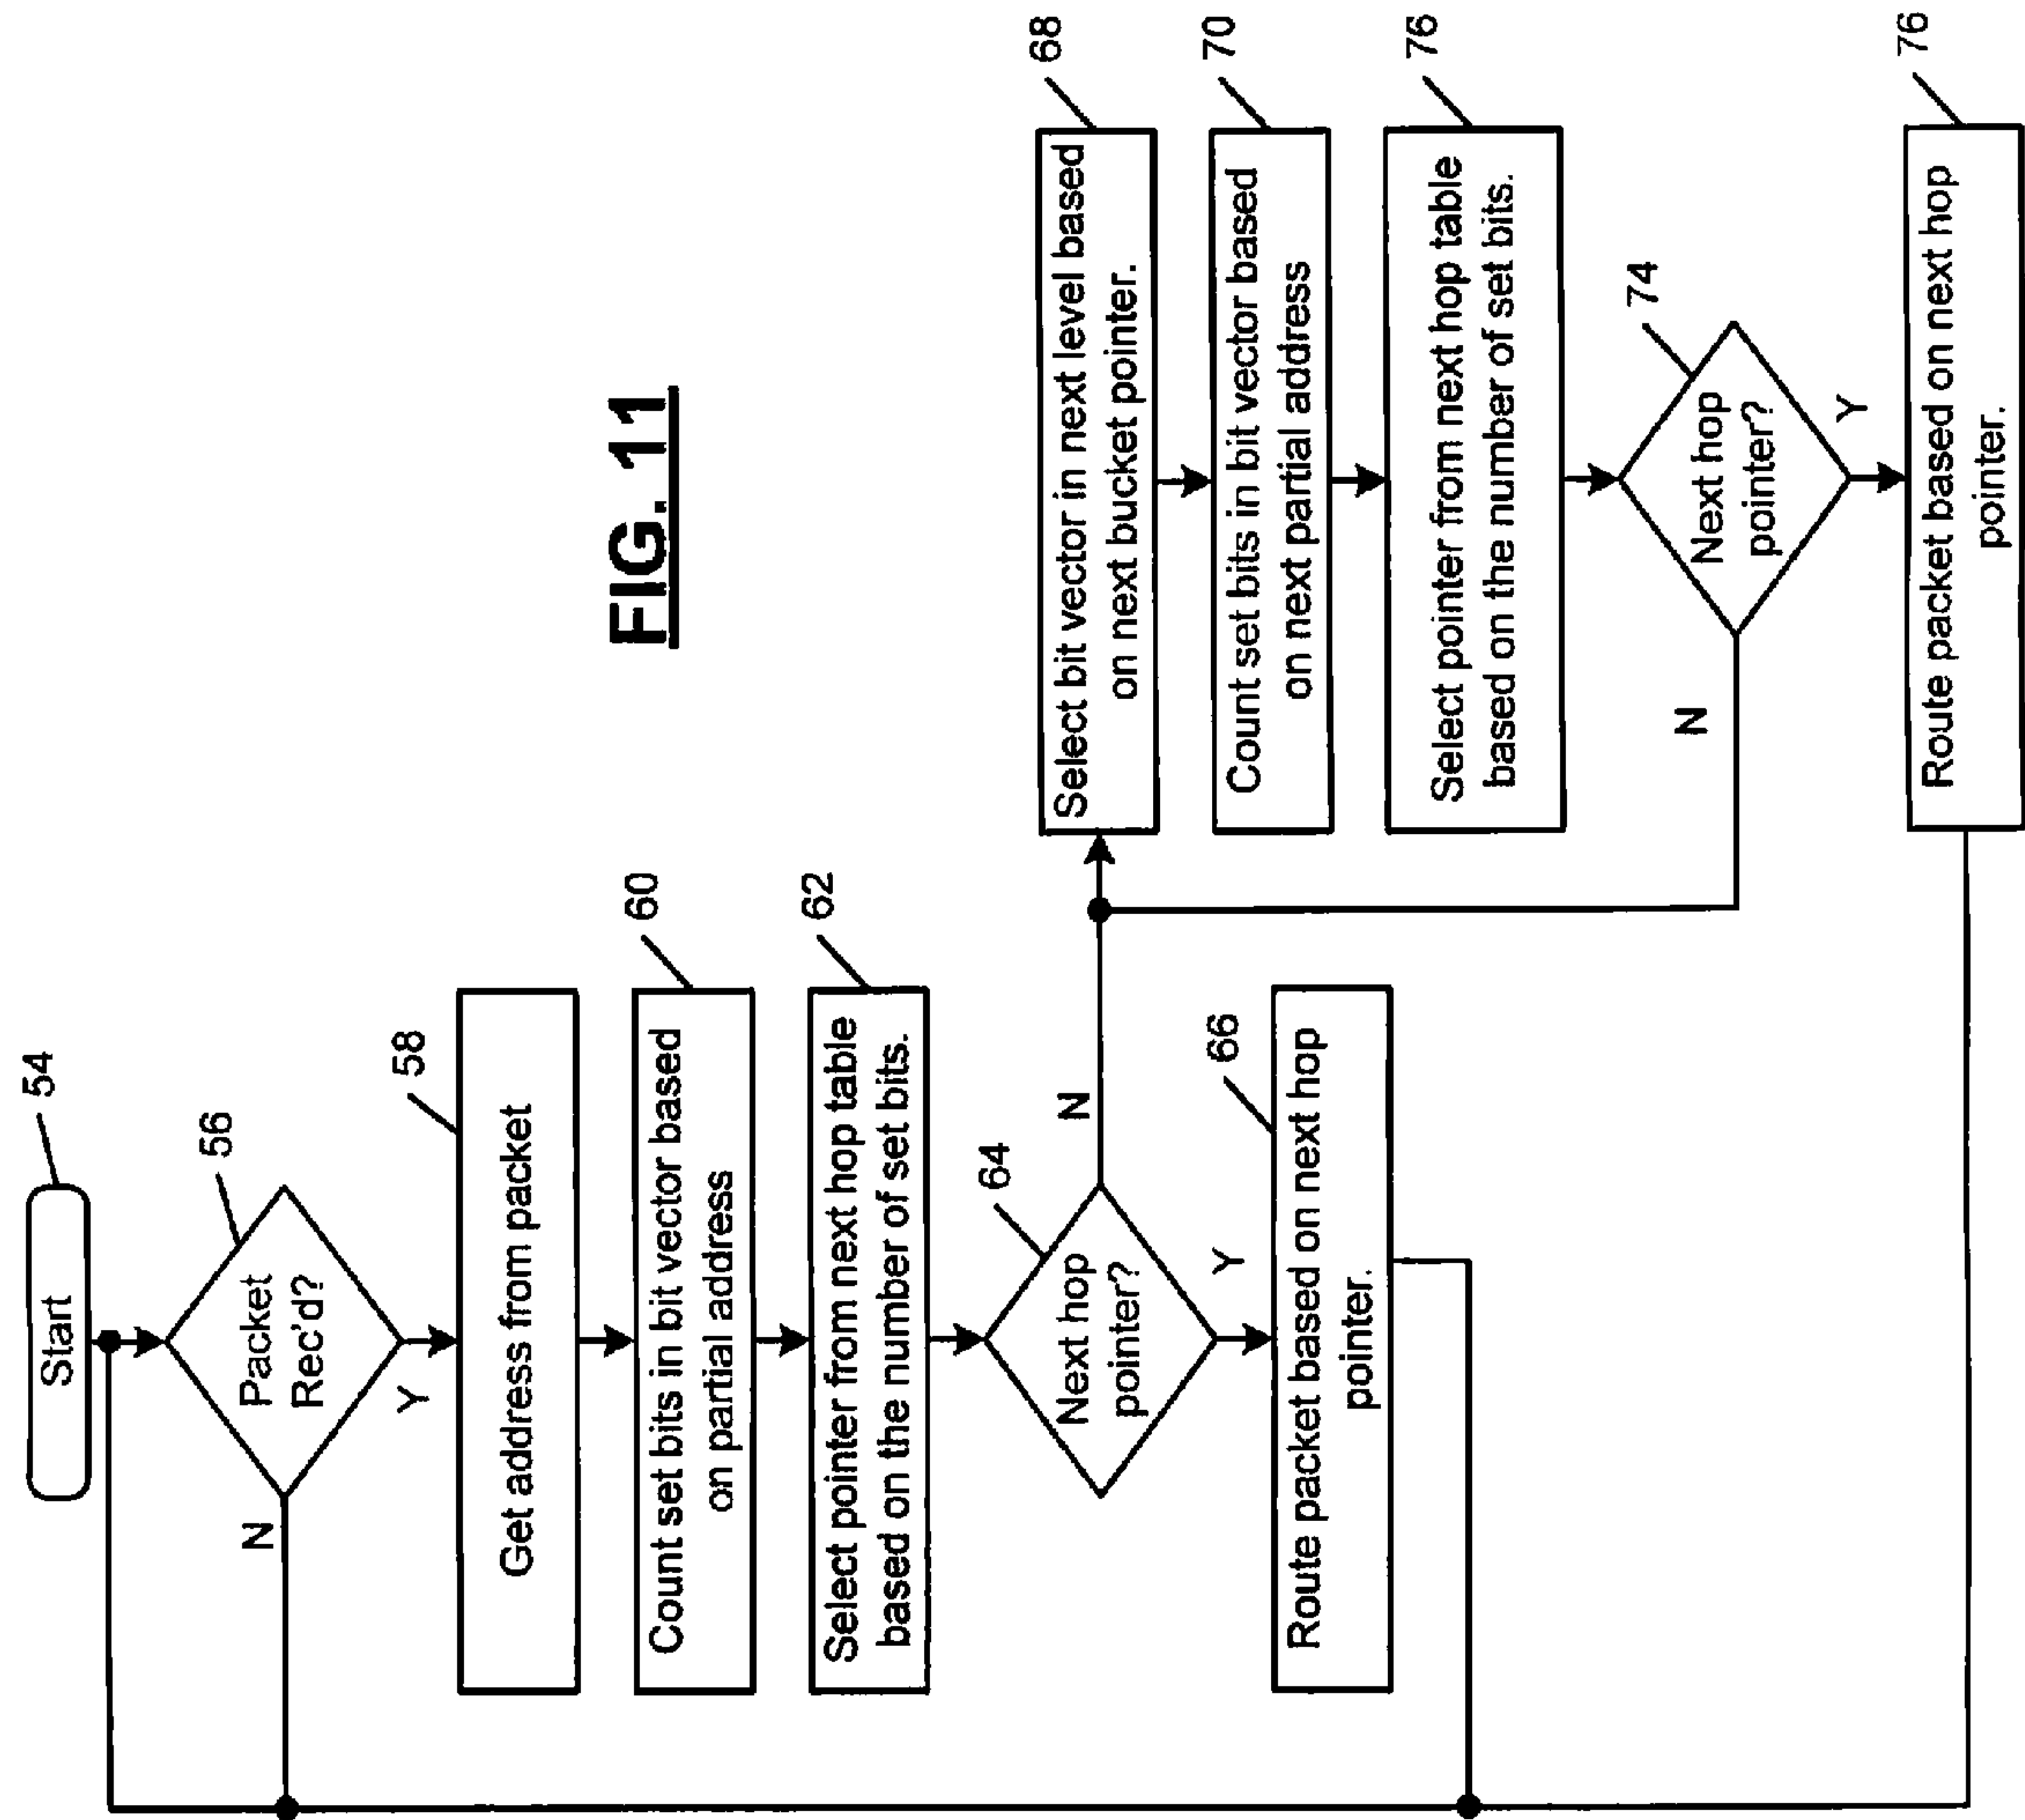 FIG. 11
Start
54
Packet
Rec'd?
56
N
Y
Get address from packet
58
Count set bits in bit vector based
on partial address
60
Select pointer from next hop table
based on the number of set bits.
62
Next hop
pointer?
64
N
Y
Route packet based on next hop
pointer.
66
Select bit vector in next level based
on next bucket pointer.
68
Count set bits in bit vector based
on next partial address
70
Select pointer from next hop table
based on the number of set bits.
76
Next hop
pointer?
74
N
Y
Route packet based on next hop
pointer.
76